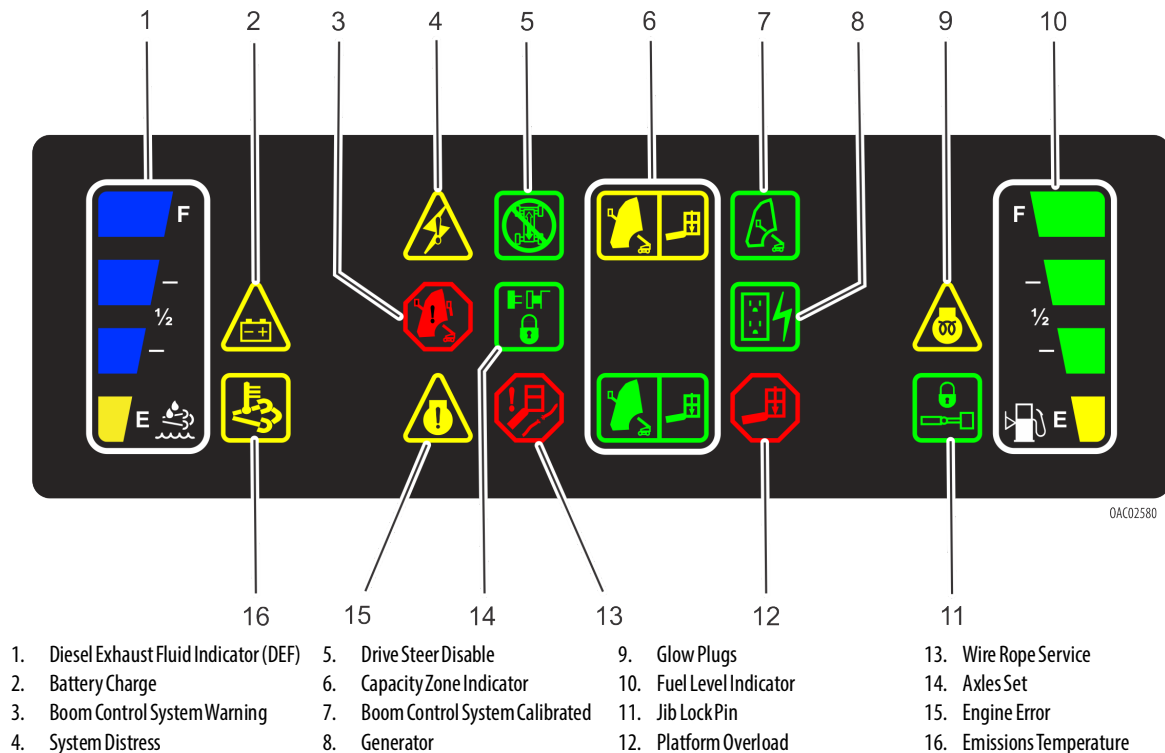 1 2 3 4 5 6 7 8 9 10
F F
½ ½
E E
OAC02580
16 15 14 13 12 11
1. Diesel Exhaust Fluid Indicator (DEF)
2. Battery Charge
3. Boom Control System Warning
4. System Distress
5. Drive Steer Disable
6. Capacity Zone Indicator
7. Boom Control System Calibrated
8. Generator
9. Glow Plugs
10. Fuel Level Indicator
11. Jib Lock Pin
12. Platform Overload
13. Wire Rope Service
14. Axles Set
15. Engine Error
16. Emissions Temperature